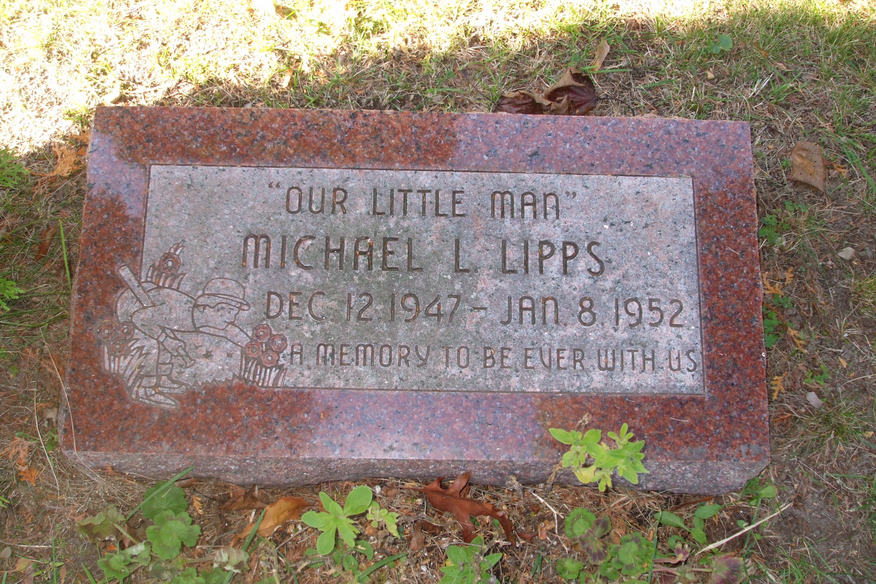 "OUR LITTLE MAN"
MICHAEL L. LIPPS
DEC. 12 1947 - JAN. 8. 1952
A MEMORY TO BE EVER WITH US